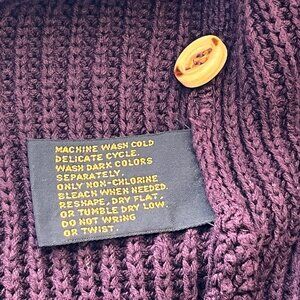 MACHINE WASH COLD
DELICATE CYCLE.
WASH DARK COLORS
SEPARATELY.
ONLY NON-CHLORINE
BLEACH WHEN NEEDED.
RESHAPE, DRY FLAT,
OR TUMBLE DRY LOW.
DO NOT WRING
OR TWIST.